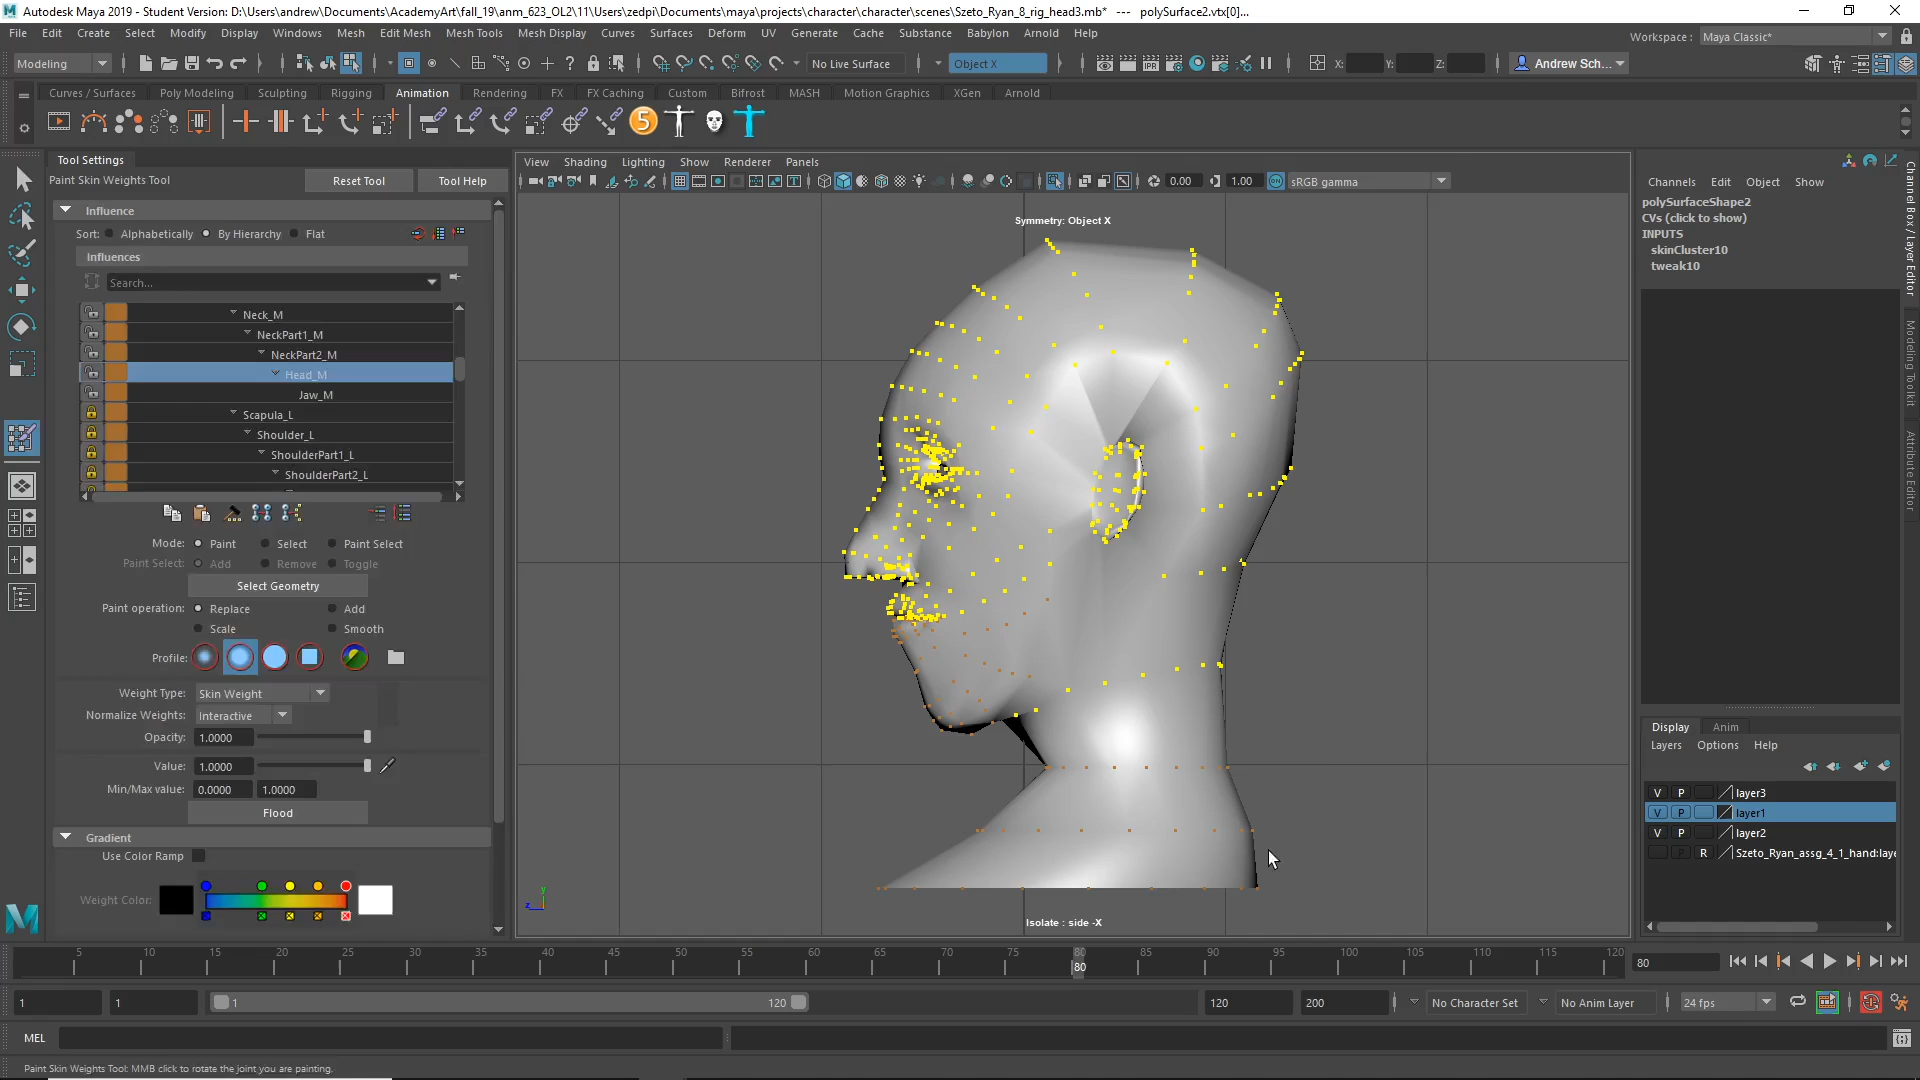 Autodesk Maya 2019 - Student Version: D:\Users\andrew\Documents\AcademyArt\fall_19\anm_623_OL2\11\Users\zedpi\Documents\maya\projects\character\character\scenes\Szeto_Ryan_8_rig_head3.mb* --- polySurface2.vtx[0]...
File Edit Create Select Modify Display Windows Mesh Edit Mesh Mesh Tools Mesh Display Curves Surfaces Deform UV Generate Cache Substance Babylon Arnold Help
Workspace : Maya Classic*
Modeling No Live Surface Object X X: Y: Z: Andrew Sch...
Curves / Surfaces Poly Modeling Sculpting Rigging Animation Rendering FX FX Caching Custom Bifrost MASH Motion Graphics XGen Arnold
5
Tool Settings
Paint Skin Weights Tool Reset Tool Tool Help
Influence
Sort: Alphabetically By Hierarchy Flat
Influences
Search...
Neck_M
NeckPart1_M
NeckPart2_M
Head_M
Jaw_M
Scapula_L
Shoulder_L
ShoulderPart1_L
ShoulderPart2_L
Mode: Paint Select Paint Select
Paint Select: Add Remove Toggle
Select Geometry
Paint operation: Replace Add
Scale Smooth
Profile:
Weight Type: Skin Weight
Normalize Weights: Interactive
Opacity: 1.0000
Value: 1.0000
Min/Max value: 0.0000 1.0000
Flood
Gradient
Use Color Ramp
Weight Color:
View Shading Lighting Show Renderer Panels
IPR
0.00 1.00 sRGB gamma
Symmetry: Object X
y
z
Isolate : side -X
Channels Edit Object Show
polySurfaceShape2
CVs (click to show)
INPUTS
skinCluster10
tweak10
Channel Box / Layer Editor
Modeling Toolkit
Attribute Editor
Display Anim
Layers Options Help
V P layer3
V P layer1
V P layer2
P R Szeto_Ryan_assg_4_1_hand:laye
5 10 15 20 25 30 35 40 45 50 55 60 65 70 75 80 85 90 95 100 105 110 115 120
80 80
1 1 1 120 120 200 No Character Set No Anim Layer 24 fps
MEL
Paint Skin Weights Tool: MMB click to rotate the joint you are painting.